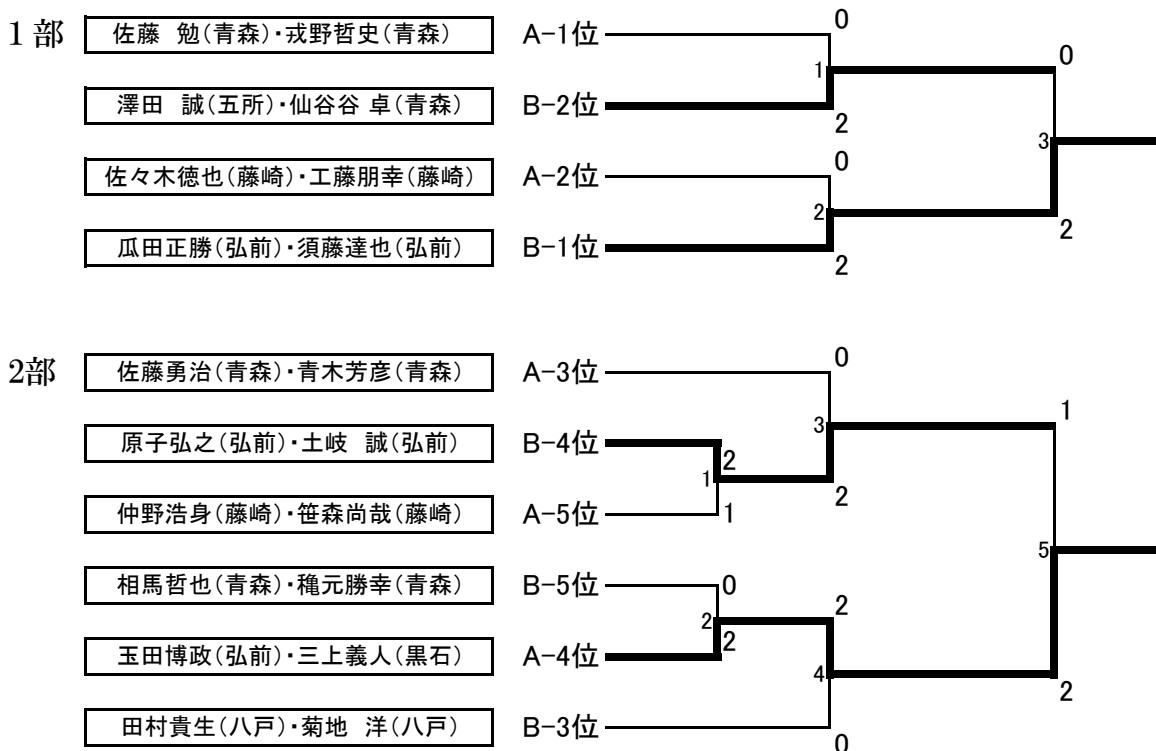 1部 佐藤 勉(青森)・戎野哲史(青森) A-1位 0
1 0
澤田 誠(五所)・仙谷谷 卓(青森) B-2位 2
3
佐々木徳也(藤崎)・工藤朋幸(藤崎) A-2位 0
2 2
瓜田正勝(弘前)・須藤達也(弘前) B-1位 2
2部 佐藤勇治(青森)・青木芳彦(青森) A-3位 0
3 1
原子弘之(弘前)・土岐 誠(弘前) B-4位 2
1 2
仲野浩身(藤崎)・笹森尚哉(藤崎) A-5位 1
5
相馬哲也(青森)・穐元勝幸(青森) B-5位 0 2
2
玉田博政(弘前)・三上義人(黒石) A-4位 2
4 2
田村貴生(八戸)・菊地 洋(八戸) B-3位 0